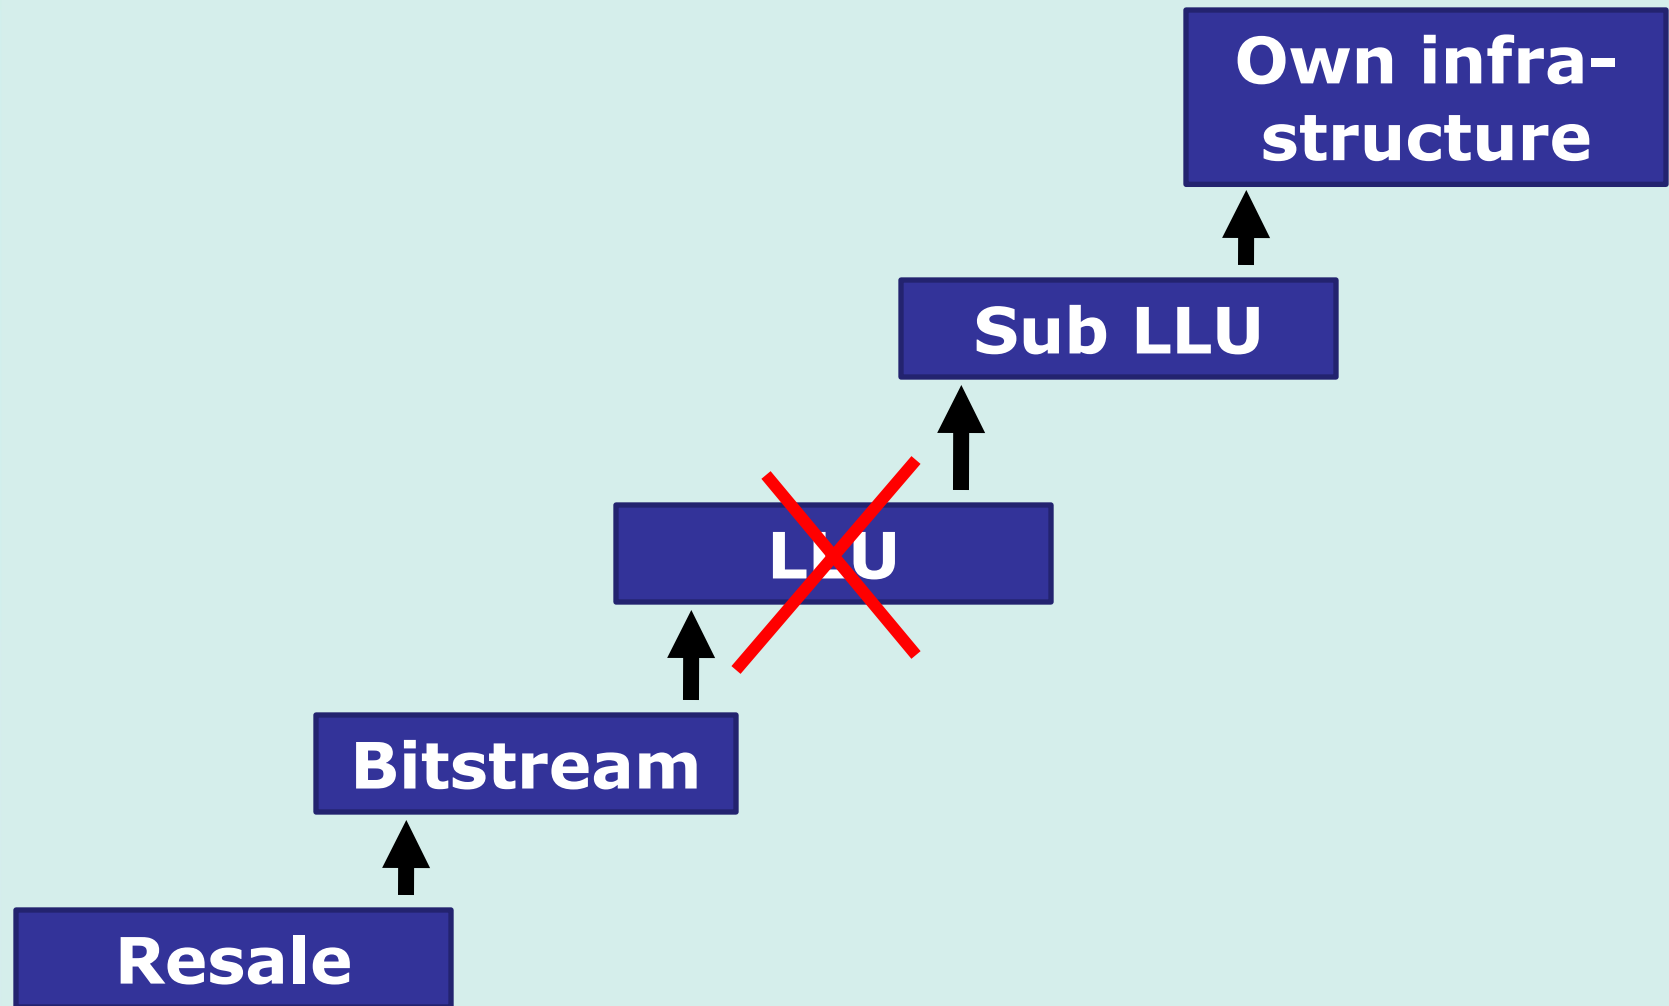 Own infra-
structure
Sub LLU
LLU
Bitstream
Resale